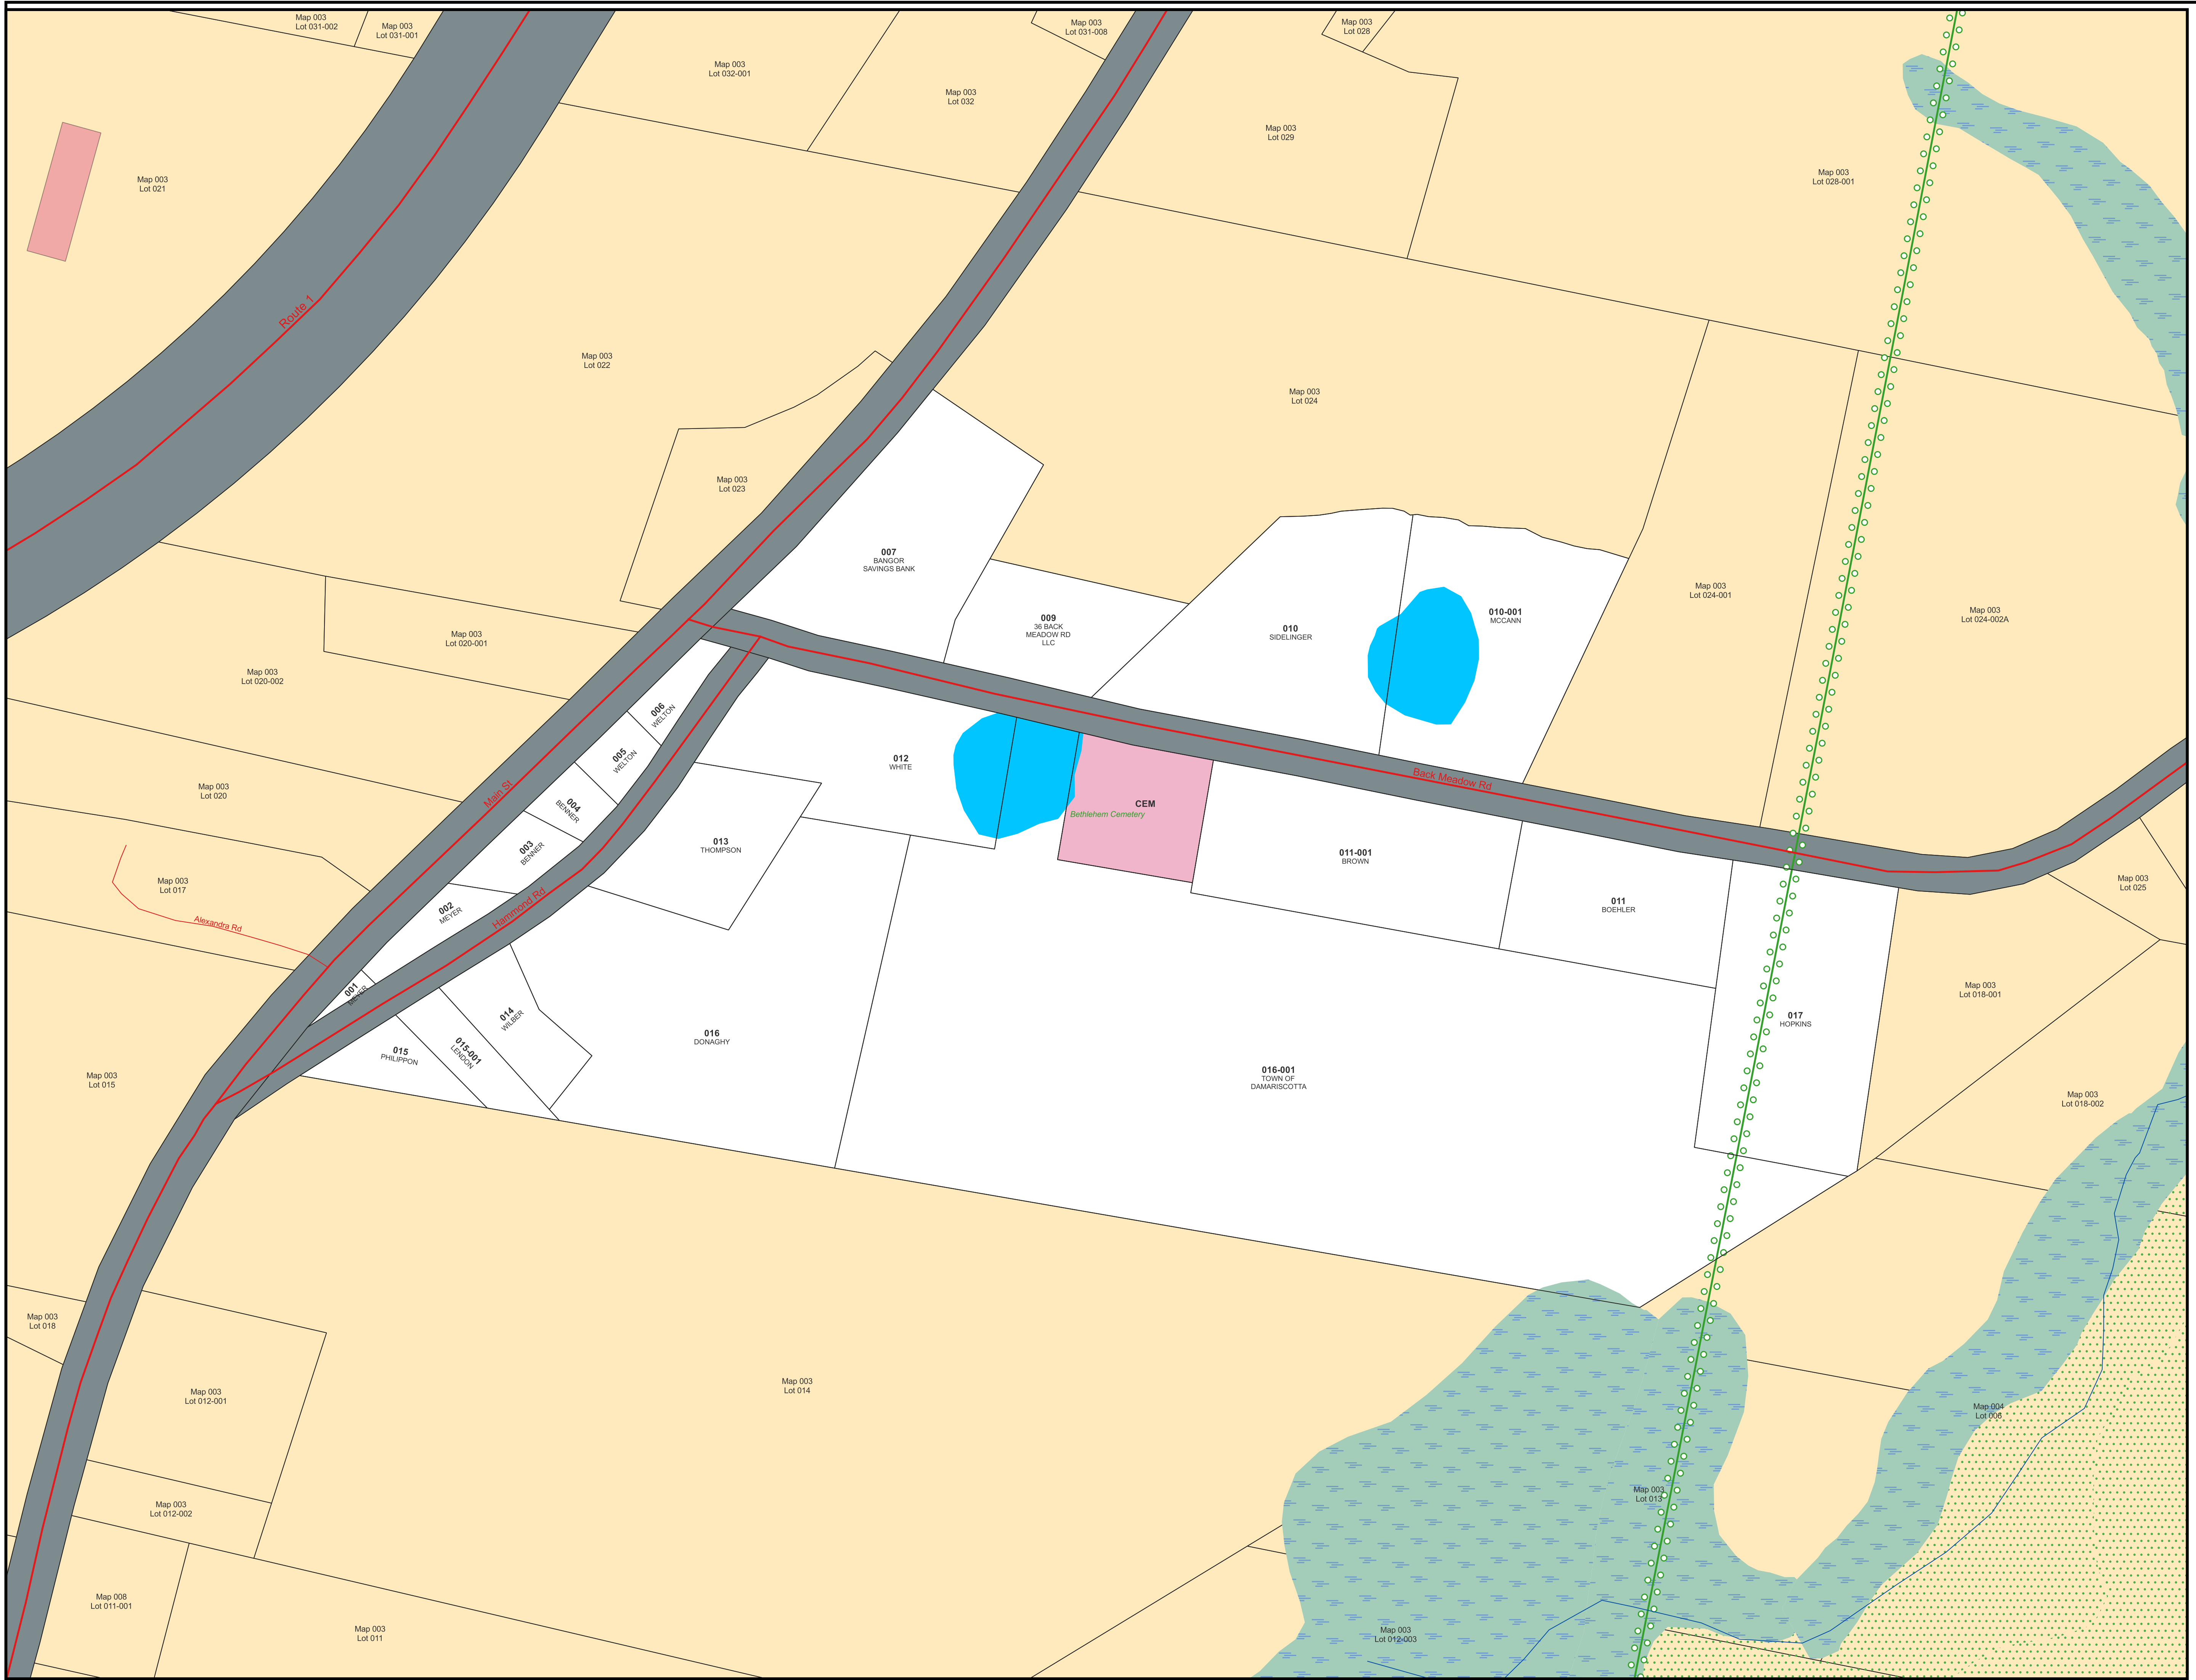 Map 003
Lot 031-002
Map 003
Lot 031-001
Map 003
Lot 031-008
Map 003
Lot 028
Map 003
Lot 032-001
Map 003
Lot 032
Map 003
Lot 029
Map 003
Lot 021
Map 003
Lot 028-001
Route 1
Map 003
Lot 022
Map 003
Lot 024
Map 003
Lot 023
007
BANGOR
SAVINGS BANK
Map 003
Lot 024-001
Map 003
Lot 024-002A
010-001
MCCANN
009
36 BACK
MEADOW RD
LLC
010
SIDELINGER
Map 003
Lot 020-001
Map 003
Lot 020-002
006
WELTON
005
WELTON
012
WHITE
Back Meadow Rd
Main St
Map 003
Lot 020
004
BENNER
CEM
Bethlehem Cemetery
013
THOMPSON
003
BENNER
011-001
BROWN
Map 003
Lot 017
Map 003
Lot 025
011
BOEHLER
002
MEYER
Hammond Rd
Alexandra Rd
001
MEYER
Map 003
Lot 018-001
014
WILBER
017
HOPKINS
016
DONAGHY
015
PHILIPPON
015-001
LENDON
016-001
TOWN OF
DAMARISCOTTA
Map 003
Lot 015
Map 003
Lot 018-002
Map 003
Lot 018
Map 003
Lot 014
Map 003
Lot 012-001
Map 004
Lot 006
Map 003
Lot 013
Map 003
Lot 012-002
Map 008
Lot 011-001
Map 003
Lot 011
Map 003
Lot 012-003